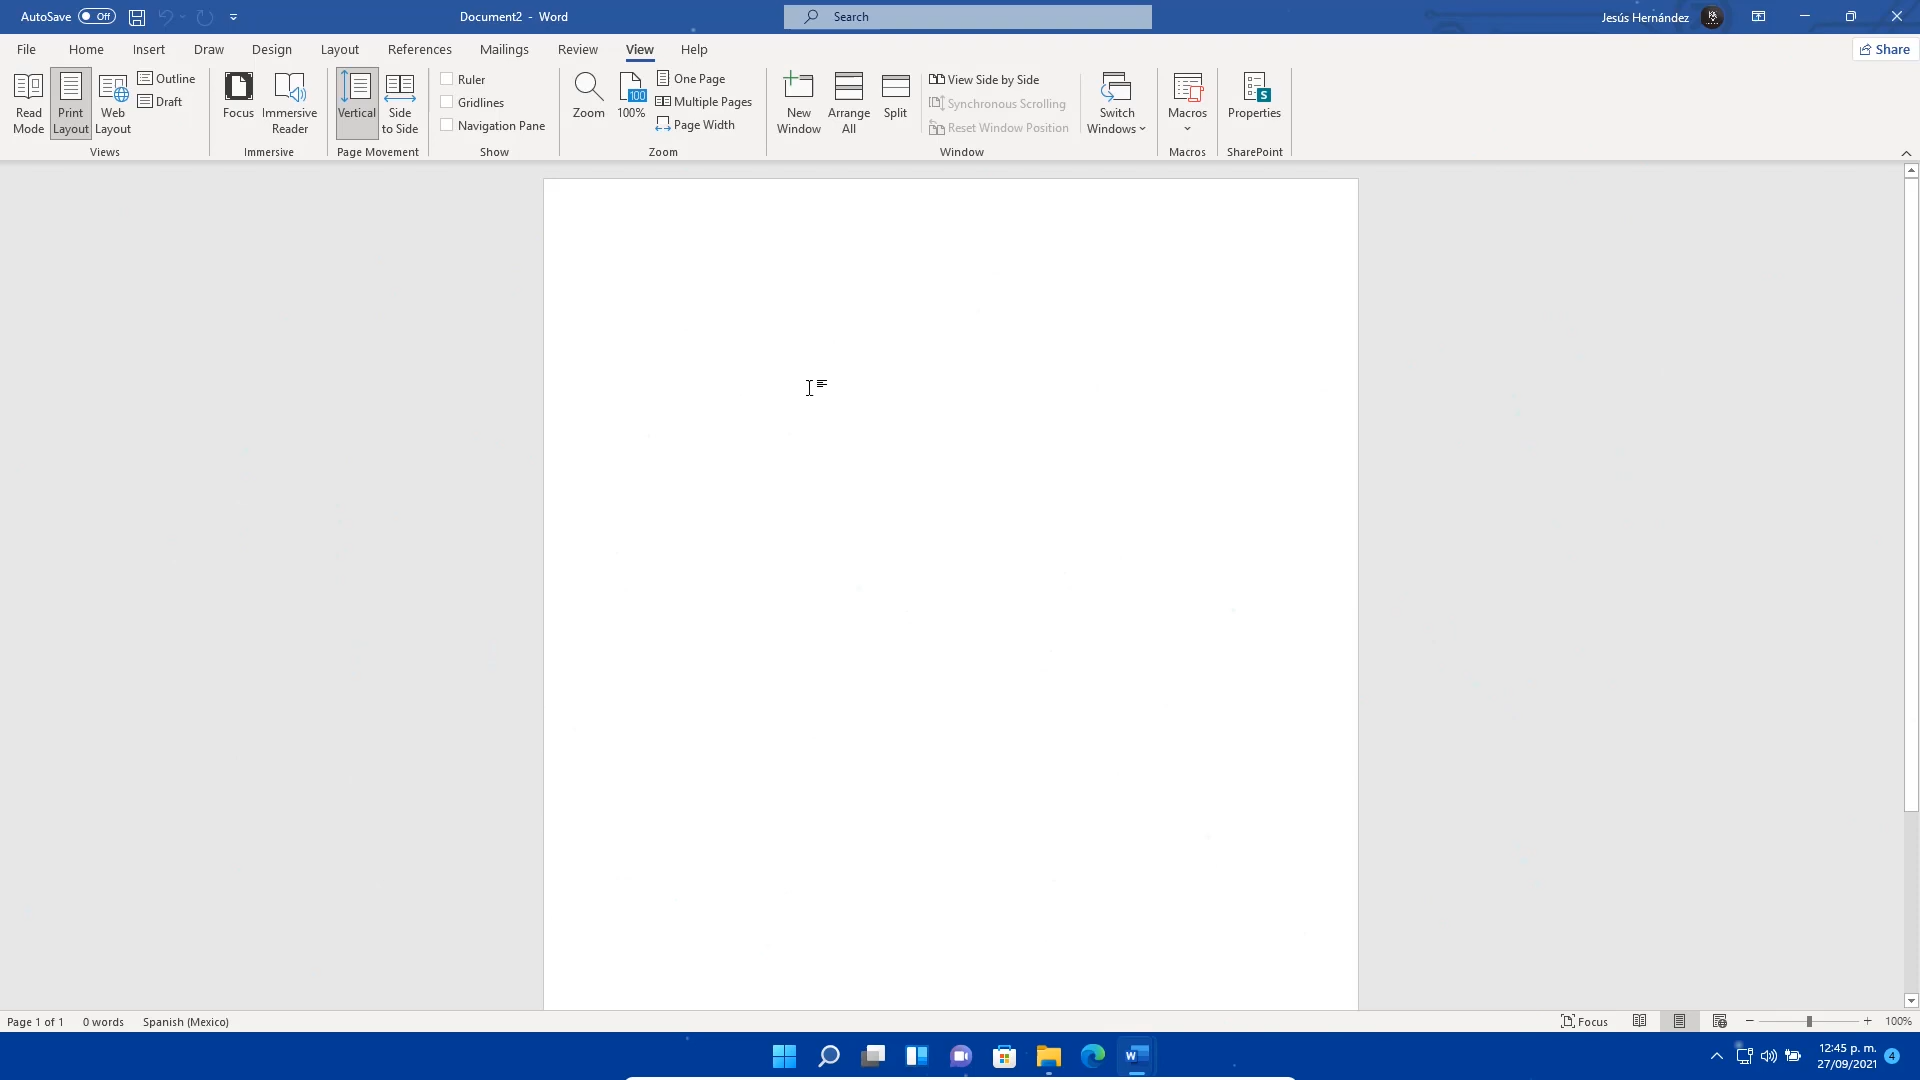 AutoSave Off Document2 - Word Search Jesús Hernández
File Home Insert Draw Design Layout References Mailings Review View Help Share
Read Mode
Print Layout
Web Layout
Outline
Draft
Views
Focus
Immersive Reader
Immersive
Vertical
Side to Side
Page Movement
Ruler
Gridlines
Navigation Pane
Show
Zoom
100
100%
One Page
Multiple Pages
Page Width
Zoom
New Window
Arrange All
Split
View Side by Side
Synchronous Scrolling
Reset Window Position
Switch Windows
Window
Macros
Macros
S
Properties
SharePoint
Page 1 of 1 0 words Spanish (Mexico) Focus 100%
W
12:45 p. m.
27/09/2021
4